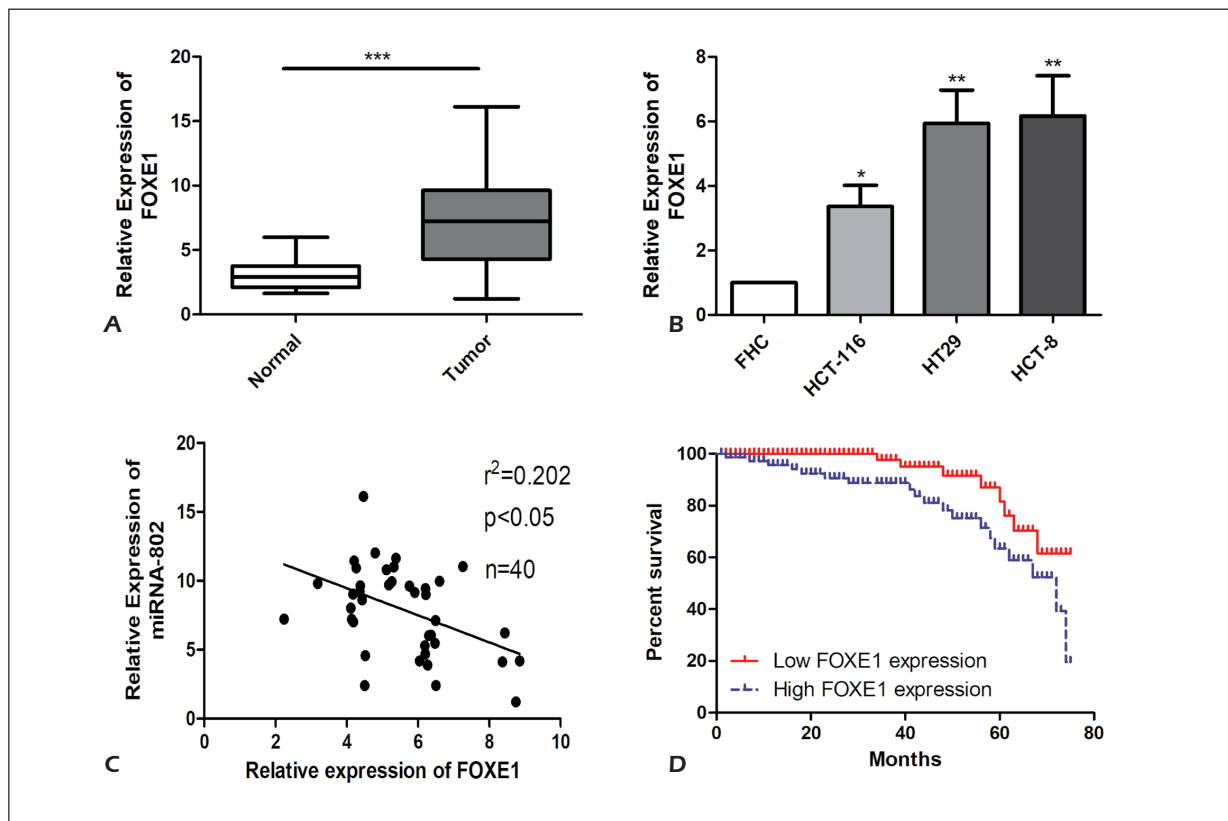 20
15
10
5
0
Relative Expression of
FOXE1
***
Normal
Tumor
A
8
6
4
2
0
Relative Expression of
FOXE1
*
**
**
FHC
HCT-116
HT29
HCT-8
B
20
15
10
5
0
Relative Expression of
miRNA-802
r²=0.202
p<0.05
n=40
0 2 4 6 8 10
Relative expression of FOXE1
C
100
80
60
40
20
0
Percent survival
Low FOXE1 expression
High FOXE1 expression
0 20 40 60 80
Months
D